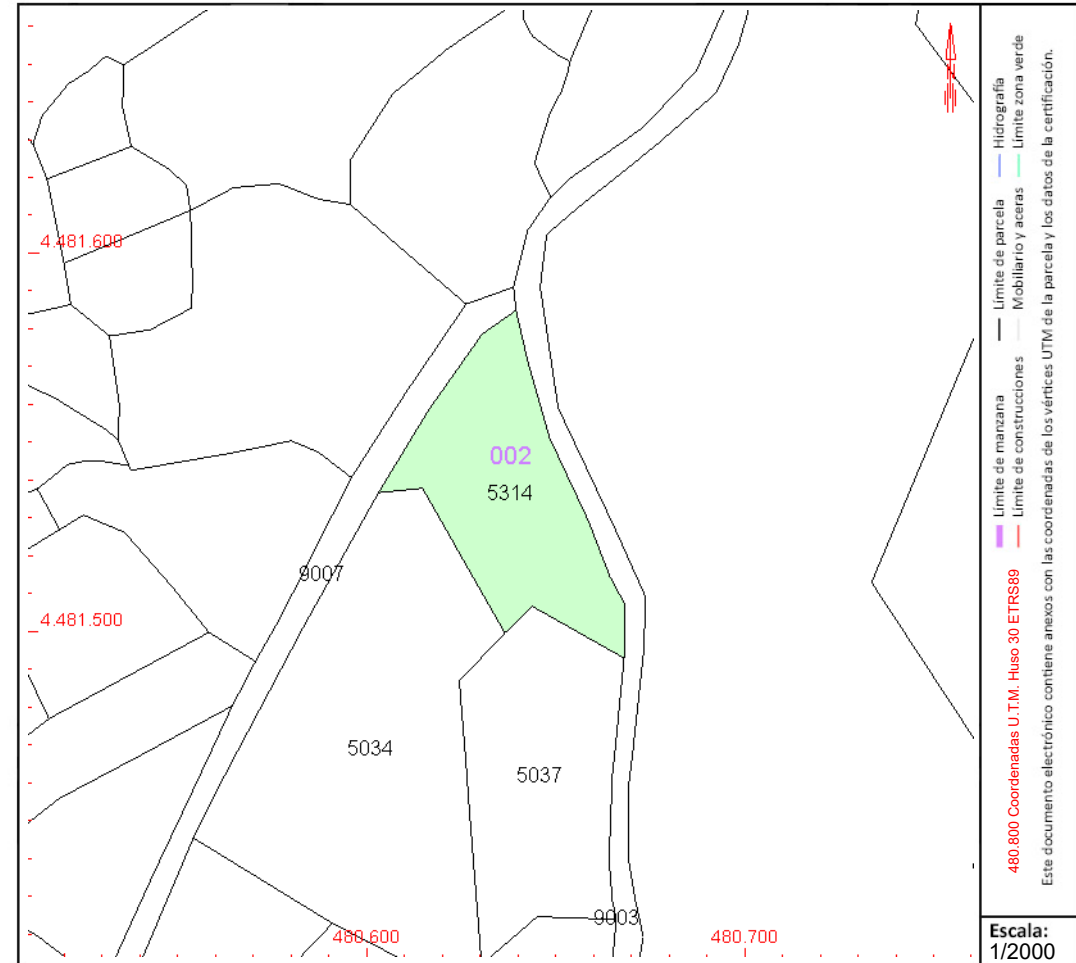 4.481.600
002
5314
9007
4.481.500
5034
5037
9003
480.600
480.700
Límite de manzana
Límite de parcela
Hidrografía
Límite de construcciones
Mobiliario y aceras
Límite zona verde
480.800 Coordenadas U.T.M. Huso 30 ETRS89
Este documento electrónico contiene anexos con las coordenadas de los vértices UTM de la parcela y los datos de la certificación.
Escala:
1/2000